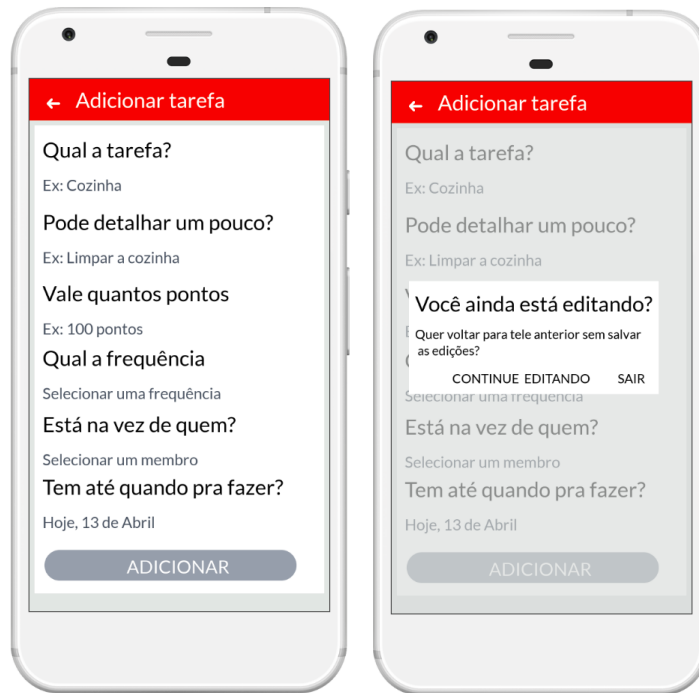 ← Adicionar tarefa
Qual a tarefa?
Ex: Cozinha
Pode detalhar um pouco?
Ex: Limpar a cozinha
Vale quantos pontos
Ex: 100 pontos
Qual a frequência
Selecionar uma frequência
Está na vez de quem?
Selecionar um membro
Tem até quando pra fazer?
Hoje, 13 de Abril
ADICIONAR
← Adicionar tarefa
Qual a tarefa?
Ex: Cozinha
Pode detalhar um pouco?
Ex: Limpar a cozinha
Você ainda está editando?
Quer voltar para tele anterior sem salvar
as edições?
CONTINUE EDITANDO SAIR
Selecionar uma frequência
Está na vez de quem?
Selecionar um membro
Tem até quando pra fazer?
Hoje, 13 de Abril
ADICIONAR